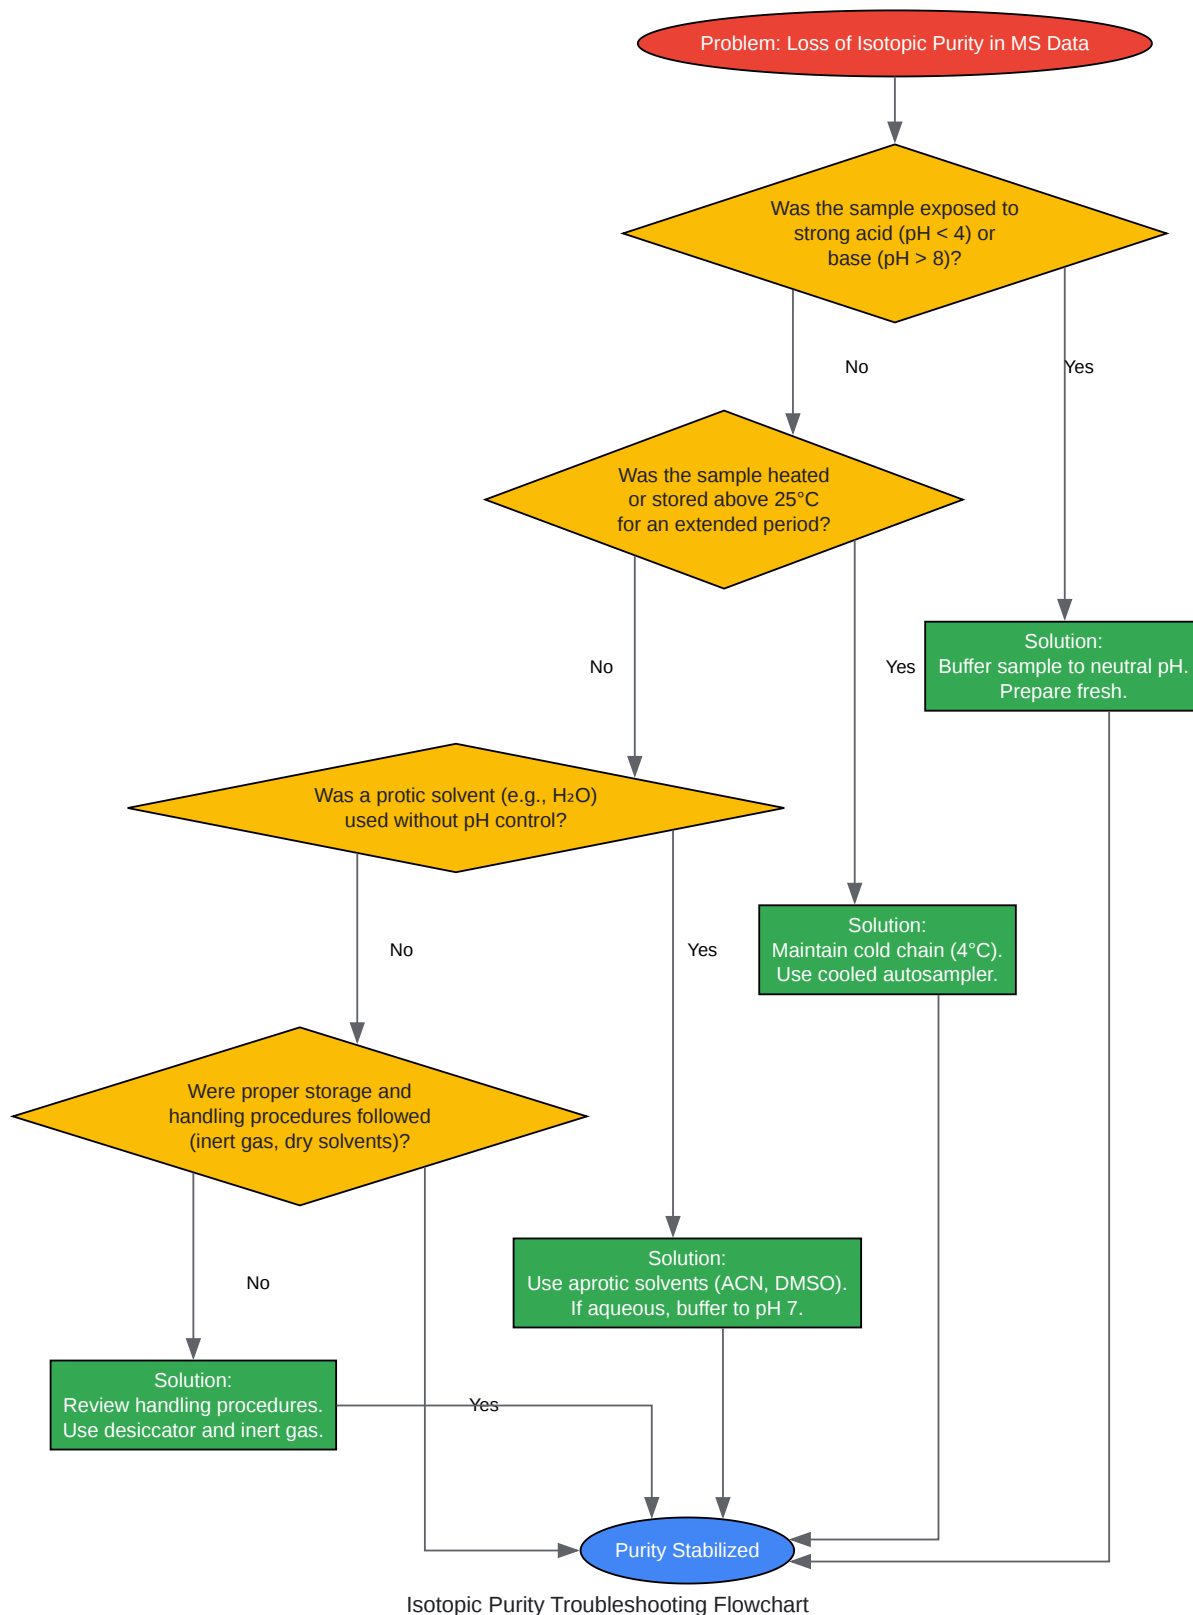 Problem: Loss of Isotopic Purity in MS Data
Was the sample exposed to
strong acid (pH < 4) or
base (pH > 8)?
No
Yes
Was the sample heated
or stored above 25°C
for an extended period?
No
Yes
Solution:
Buffer sample to neutral pH.
Prepare fresh.
Was a protic solvent (e.g., H₂O)
used without pH control?
No
Yes
Solution:
Maintain cold chain (4°C).
Use cooled autosampler.
Were proper storage and
handling procedures followed
(inert gas, dry solvents)?
No
Yes
Solution:
Use aprotic solvents (ACN, DMSO).
If aqueous, buffer to pH 7.
Solution:
Review handling procedures.
Use desiccator and inert gas.
Purity Stabilized
Isotopic Purity Troubleshooting Flowchart